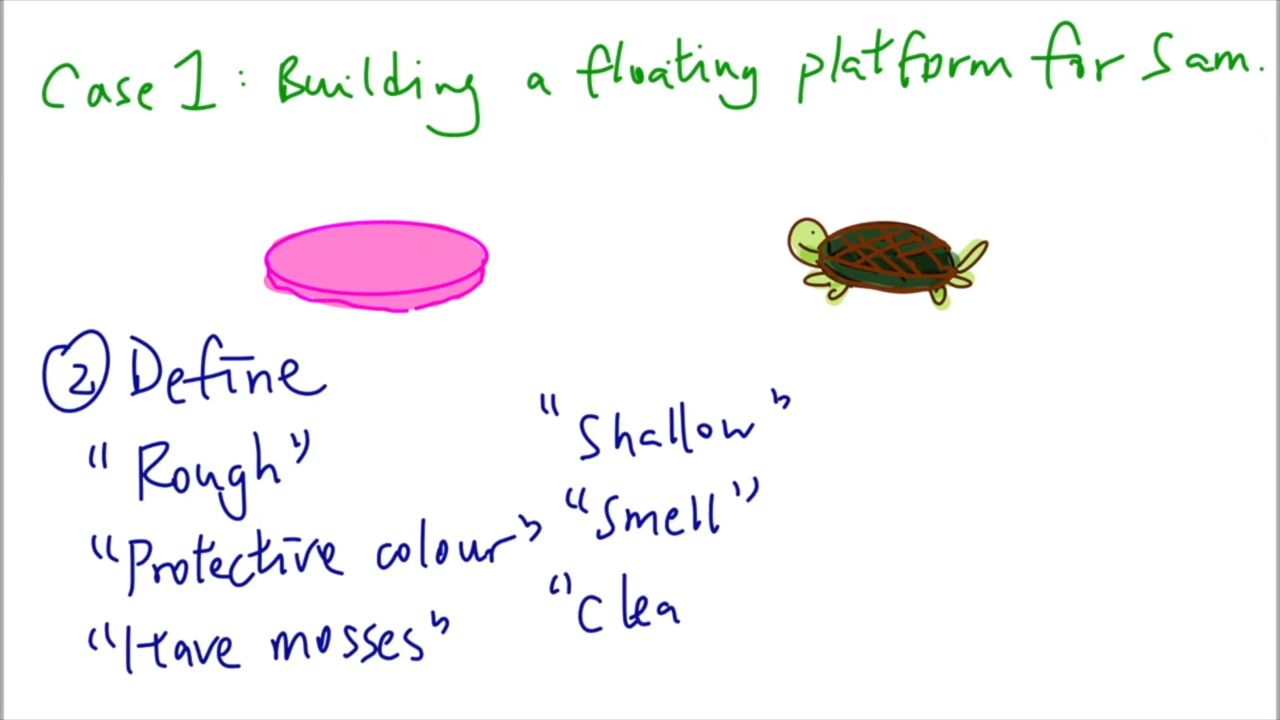 Case 1: Building a floating platform for Sam.
② Define
"Rough"
"Protective colour"
"Have mosses"
"Shallow"
"Smell"
"Clea